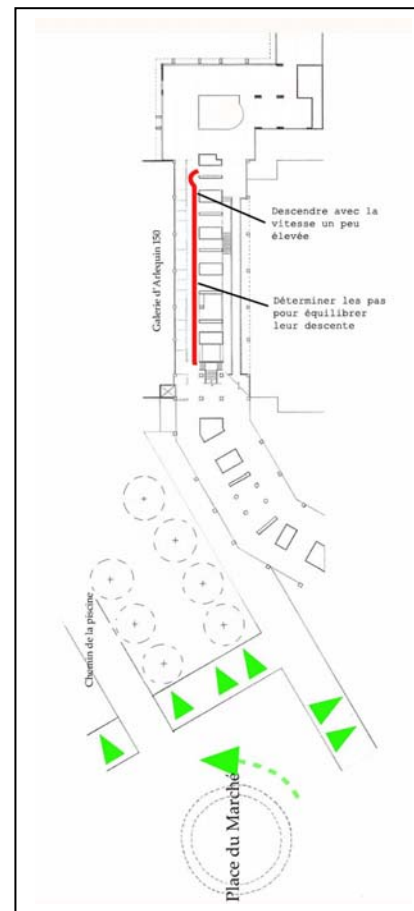 Descendre avec la
vitesse un peu
élevée
Galerie d'Arlequin 150
Déterminer les pas
pour équilibrer
leur descente
Chemin de la piscine
Place du Marché